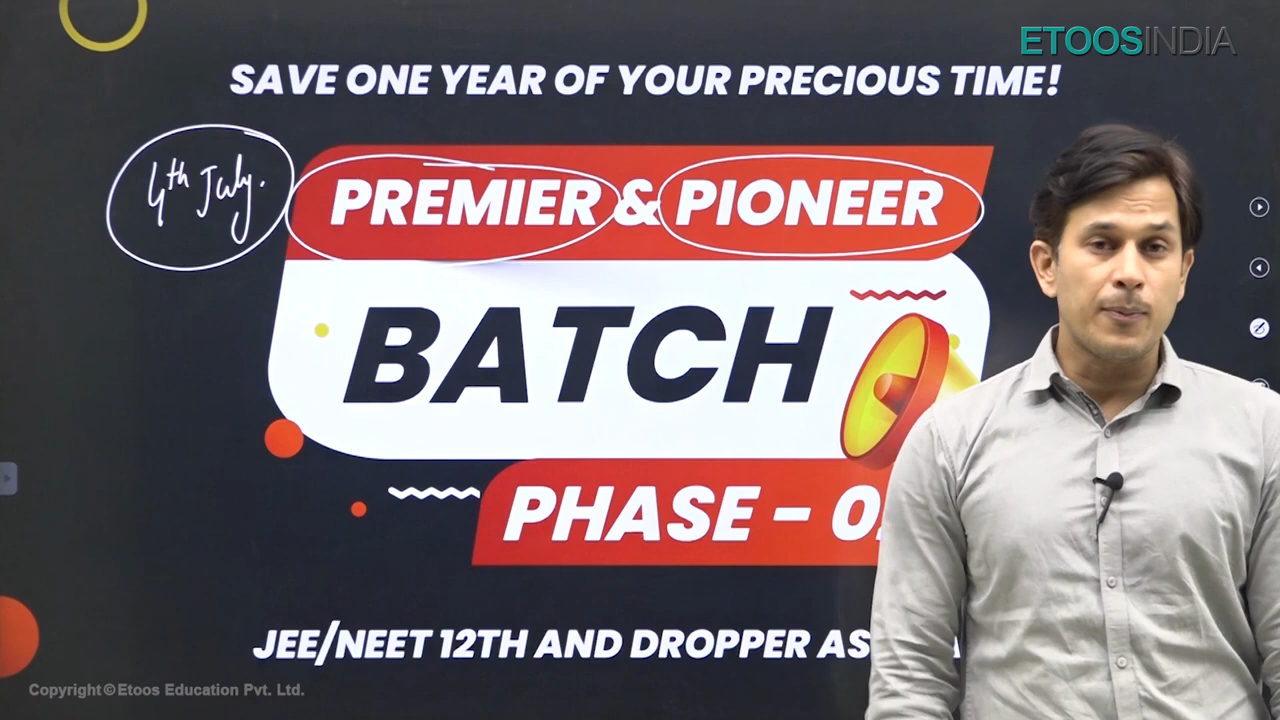 ETOOSINDIA
SAVE ONE YEAR OF YOUR PRECIOUS TIME!
4th July.
PREMIER & PIONEER
BATCH
PHASE - 0
JEE/NEET 12TH AND DROPPER
Copyright © Etoos Education Pvt. Ltd.